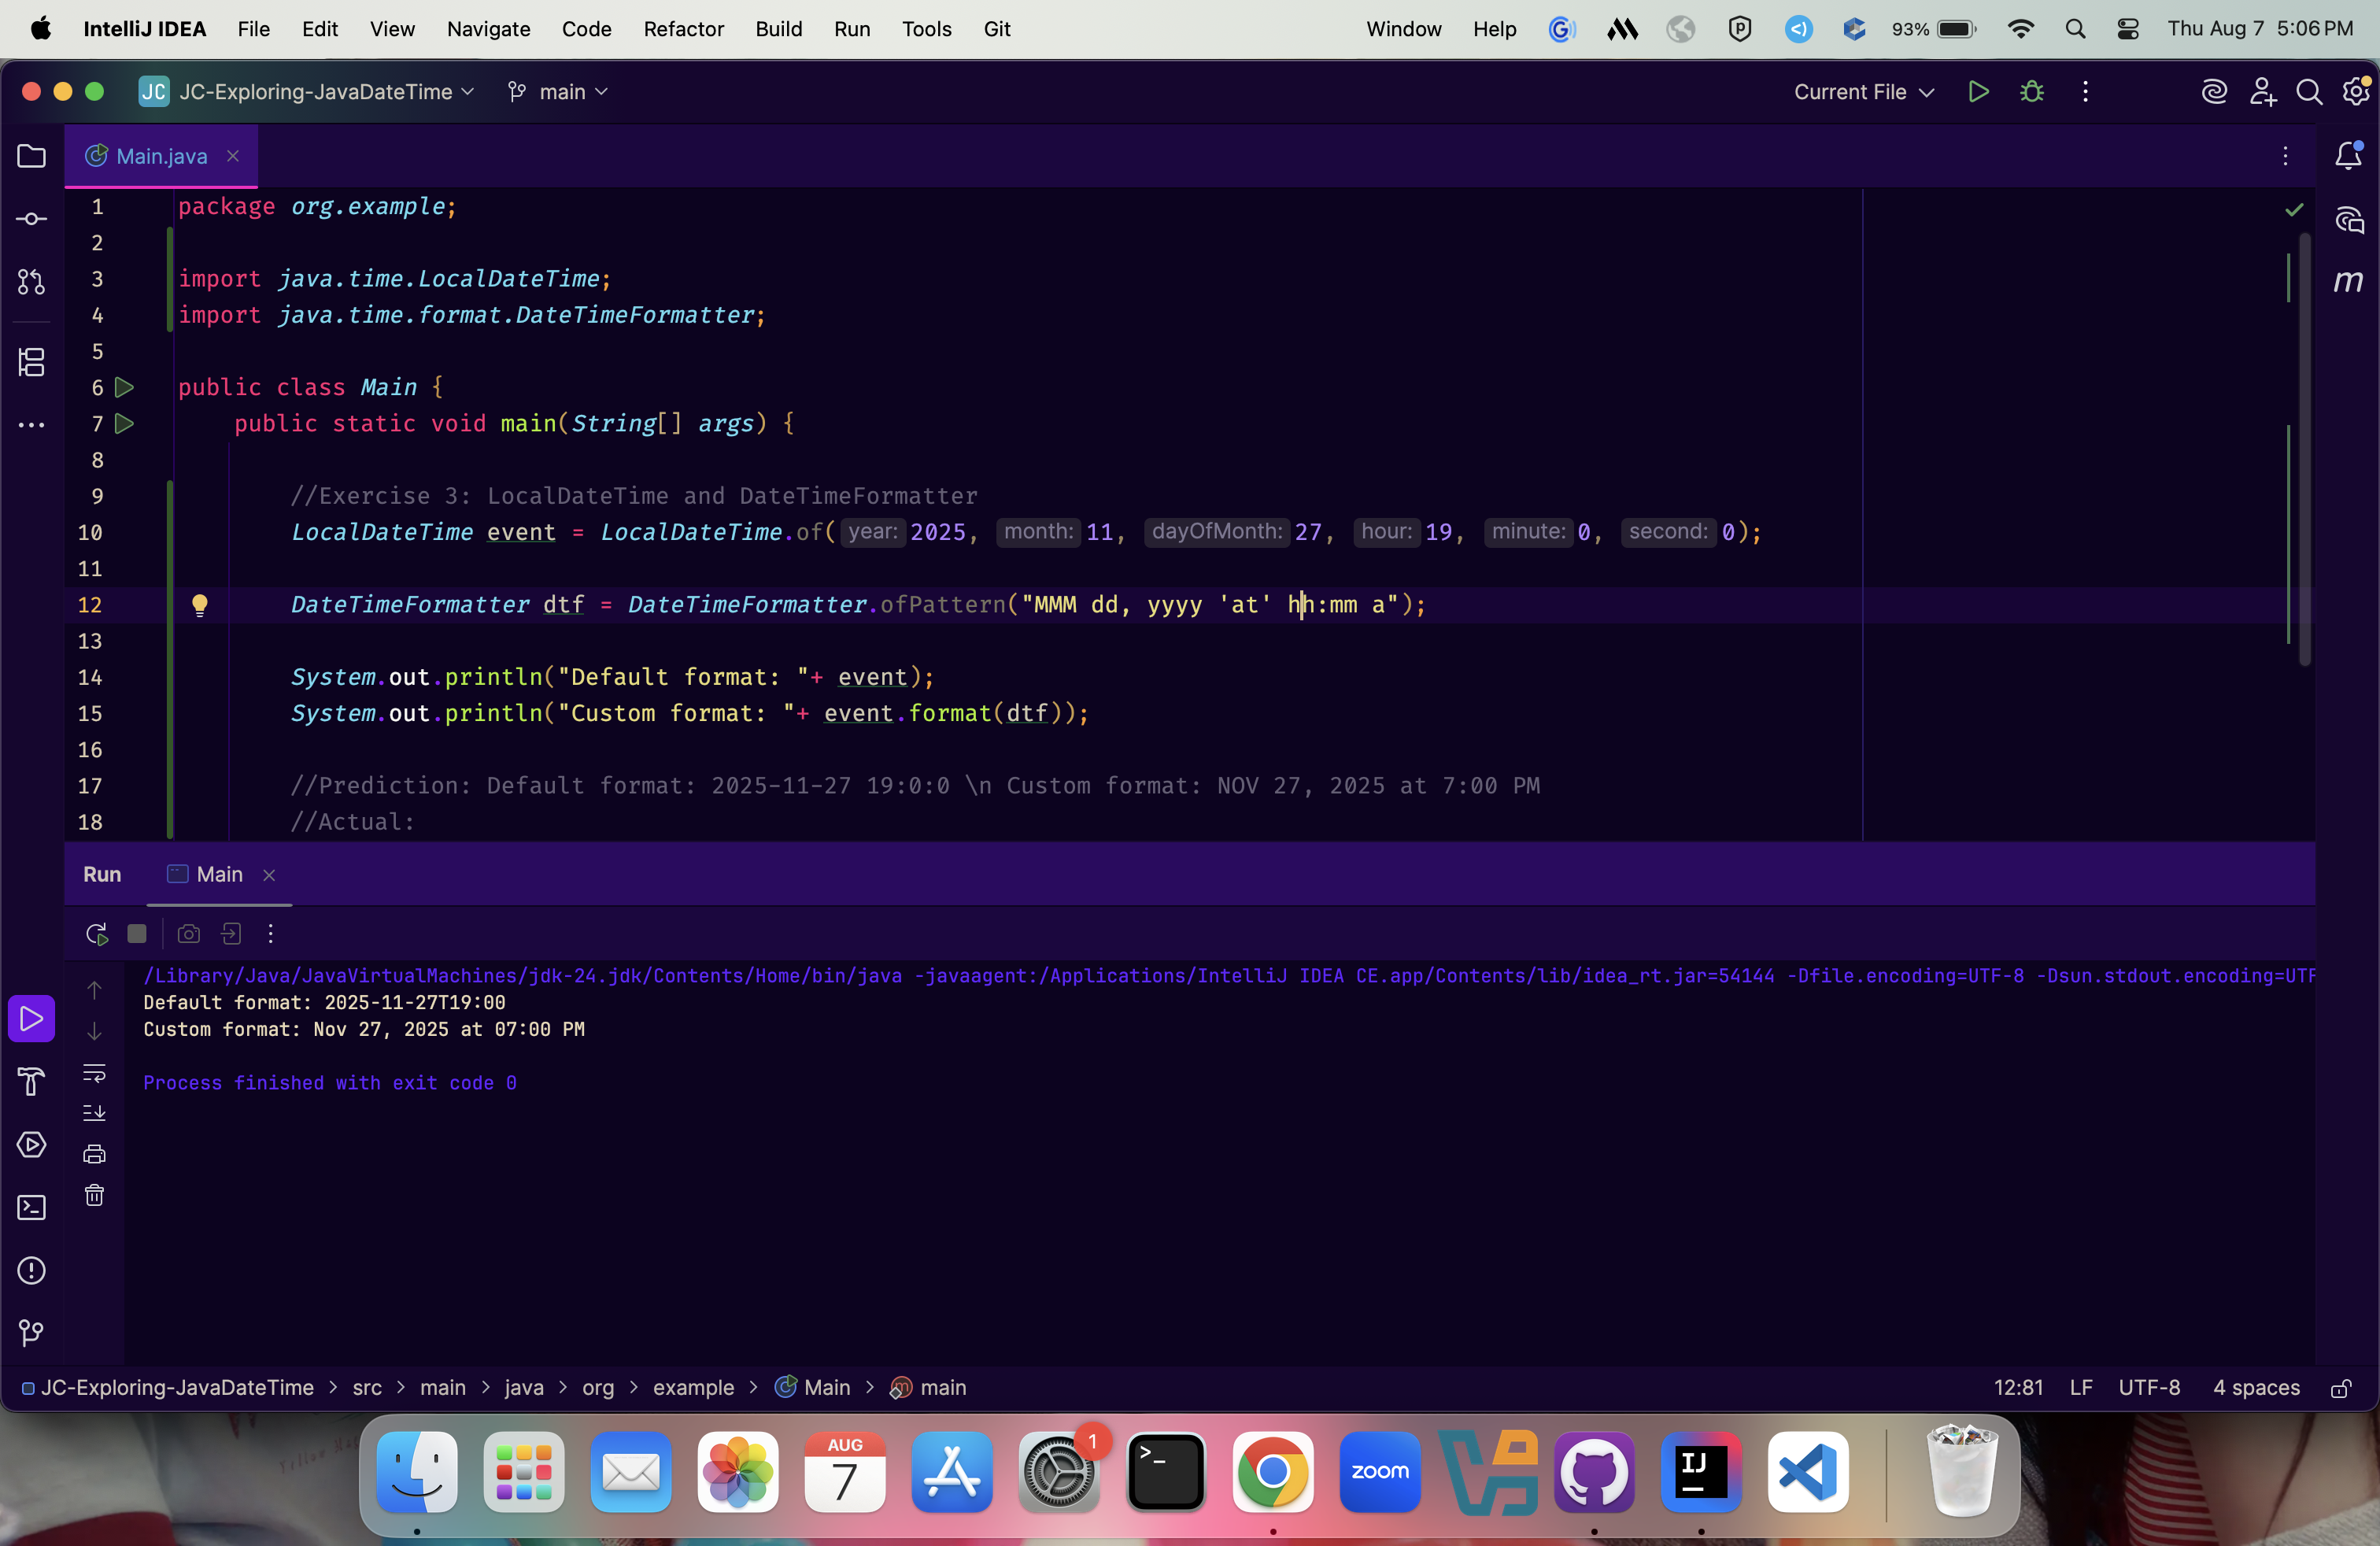 IntelliJ IDEA File Edit View Navigate Code Refactor Build Run Tools Git Window Help 93% Thu Aug 7 5:06 PM
JC JC-Exploring-JavaDateTime main Current File
Main.java
1 package org.example;
2
3 import java.time.LocalDateTime;
4 import java.time.format.DateTimeFormatter;
5
6 public class Main {
7 public static void main(String[] args) {
8
9 //Exercise 3: LocalDateTime and DateTimeFormatter
10 LocalDateTime event = LocalDateTime.of( year: 2025, month: 11, dayOfMonth: 27, hour: 19, minute: 0, second: 0);
11
12 DateTimeFormatter dtf = DateTimeFormatter.ofPattern("MMM dd, yyyy 'at' hh:mm a");
13
14 System.out.println("Default format: "+ event);
15 System.out.println("Custom format: "+ event.format(dtf));
16
17 //Prediction: Default format: 2025-11-27 19:0:0 \n Custom format: NOV 27, 2025 at 7:00 PM
18 //Actual:
Run Main
/Library/Java/JavaVirtualMachines/jdk-24.jdk/Contents/Home/bin/java -javaagent:/Applications/IntelliJ IDEA CE.app/Contents/lib/idea_rt.jar=54144 -Dfile.encoding=UTF-8 -Dsun.stdout.encoding=UTF
Default format: 2025-11-27T19:00
Custom format: Nov 27, 2025 at 07:00 PM
Process finished with exit code 0
JC-Exploring-JavaDateTime > src > main > java > org > example > Main > main 12:81 LF UTF-8 4 spaces
AUG
7
1
zoom
IJ